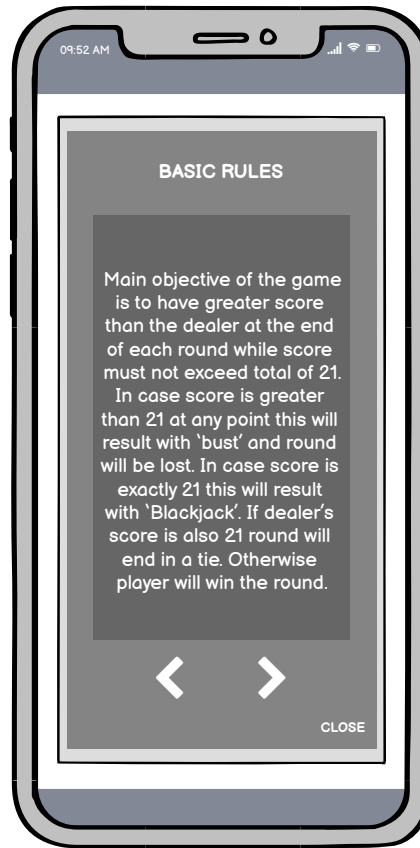 09:52 AM
BASIC RULES
Main objective of the game
is to have greater score
than the dealer at the end
of each round while score
must not exceed total of 21.
In case score is greater
than 21 at any point this will
result with ‵bust′ and round
will be lost. In case score is
exactly 21 this will result
with ‵Blackjack′. If dealer′s
score is also 21 round will
end in a tie. Otherwise
player will win the round.
CLOSE